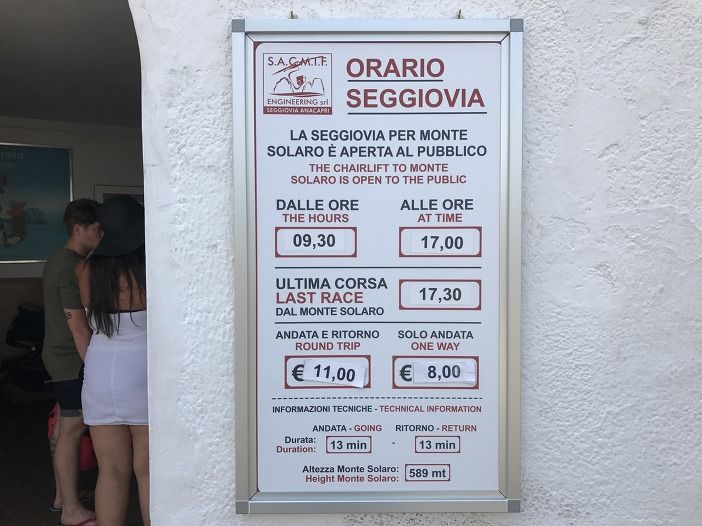 S.A.C.M.I.F.
ENGINEERING srl
SEGGIOVIA ANACAPRI
ORARIO
SEGGIOVIA
LA SEGGIOVIA PER MONTE
SOLARO È APERTA AL PUBBLICO
THE CHAIRLIFT TO MONTE
SOLARO IS OPEN TO THE PUBLIC
DALLE ORE ALLE ORE
THE HOURS AT TIME
09,30 17,00
ULTIMA CORSA
LAST RACE 17,30
DAL MONTE SOLARO
ANDATA E RITORNO SOLO ANDATA
ROUND TRIP ONE WAY
€ 11,00 € 8,00
INFORMAZIONI TECNICHE - TECHNICAL INFORMATION
ANDATA - GOING RITORNO - RETURN
Durata:
Duration: 13 min - 13 min
Altezza Monte Solaro:
Height Monte Solaro: 589 mt